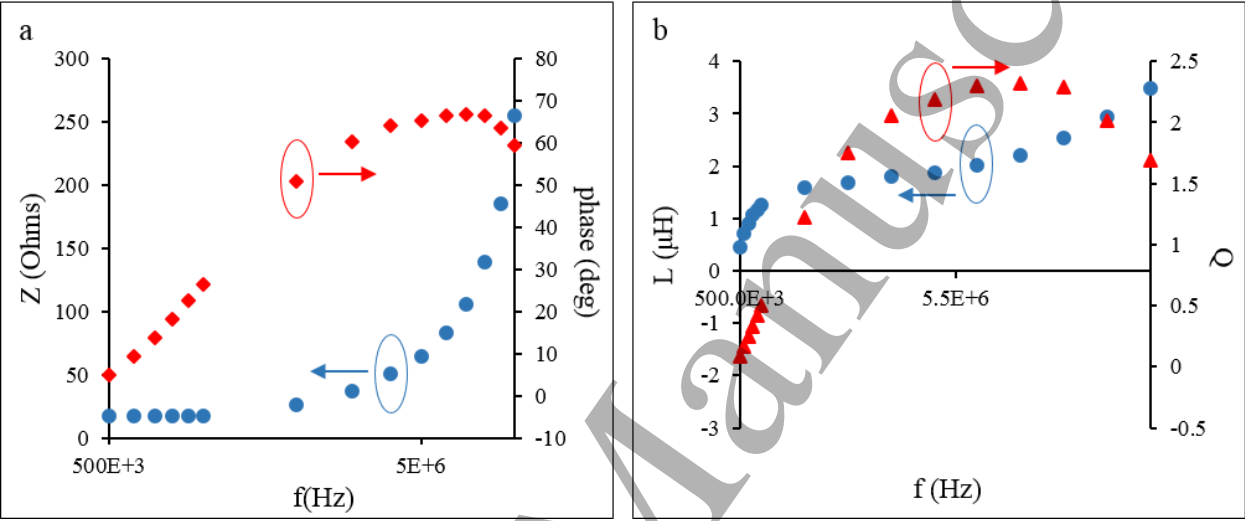 a
300
250
200
150
100
50
0
Z (Ohms)
80
70
60
50
40
30
20
10
0
-10
phase (deg)
500E+3
5E+6
f(Hz)
b
4
3
2
1
0
-1
-2
-3
L (µH)
2.5
2
1.5
1
0.5
0
-0.5
Q
500.0E+3
5.5E+6
f (Hz)
Manusc